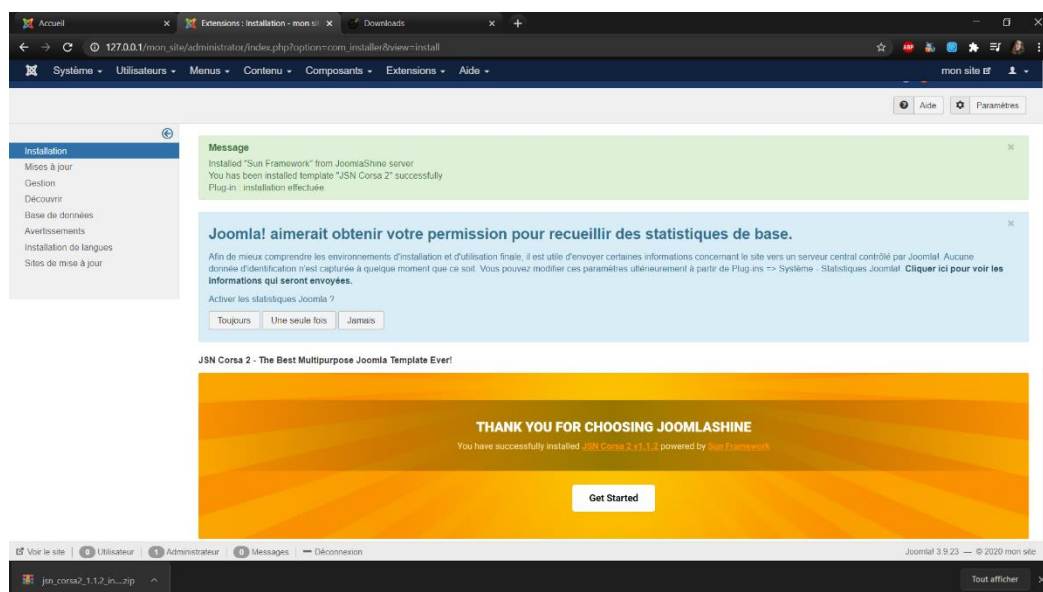 Accueil
Extensions : Installation - mon sit
Downloads
127.0.0.1/mon_site/administrator/index.php?option=com_installer&view=install
ABP
Système
Utilisateurs
Menus
Contenu
Composants
Extensions
Aide
mon site
Aide
Paramètres
Installation
Mises à jour
Gestion
Découvrir
Base de données
Avertissements
Installation de langues
Sites de mise à jour
Message
Installed "Sun Framework" from JoomlaShine server
You has been installed template "JSN Corsa 2" successfully
Plug-in : installation effectuée.
Joomla! aimerait obtenir votre permission pour recueillir des statistiques de base.
Afin de mieux comprendre les environnements d'installation et d'utilisation finale, il est utile d'envoyer certaines informations concernant le site vers un serveur central contrôlé par Joomla!. Aucune
donnée d'identification n'est capturée à quelque moment que ce soit. Vous pouvez modifier ces paramètres ultérieurement à partir de Plug-ins => Système - Statistiques Joomla!. Cliquer ici pour voir les
informations qui seront envoyées.
Activer les statistiques Joomla ?
Toujours
Une seule fois
Jamais
JSN Corsa 2 - The Best Multipurpose Joomla Template Ever!
THANK YOU FOR CHOOSING JOOMLASHINE
You have successfully installed JSN Corsa 2 v1.1.2 powered by Sun Framework
Get Started
Voir le site
0 Utilisateur
1 Administrateur
0 Messages
Déconnexion
Joomla! 3.9.23 — © 2020 mon site
jsn_corsa2_1.1.2_in....zip
Tout afficher